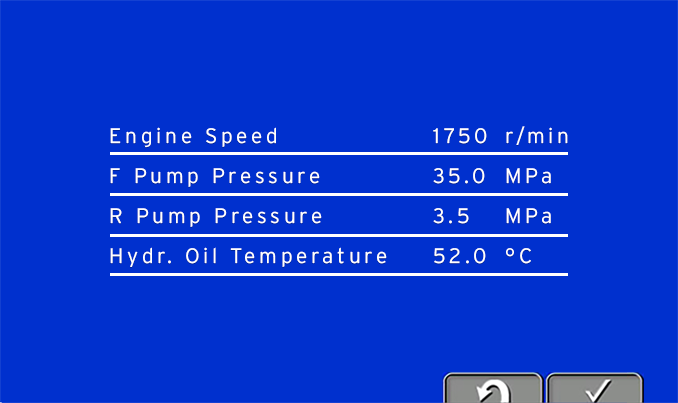 Engine Speed 1750 r/min
F Pump Pressure 35.0 MPa
R Pump Pressure 3.5 MPa
Hydr. Oil Temperature 52.0 °C